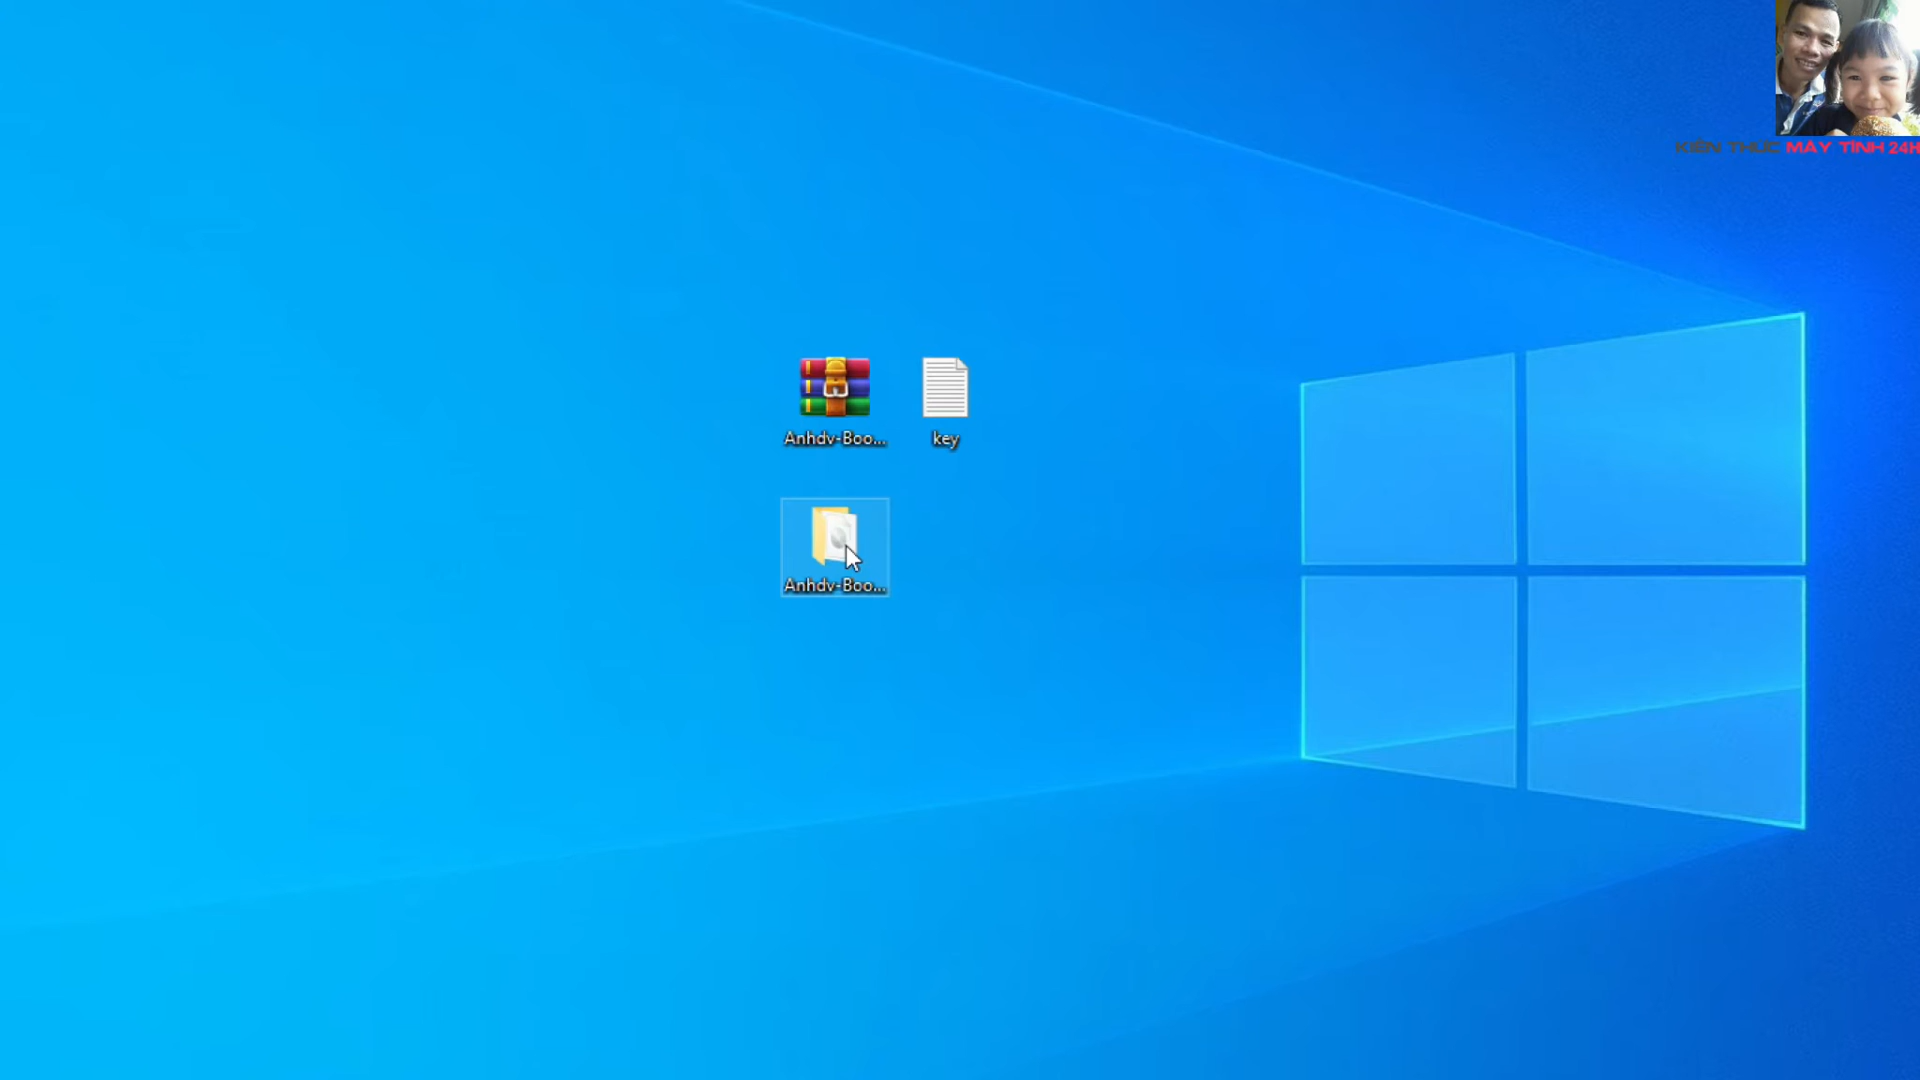 KIẾN THỨC MÁY TÍNH 24H
Anhdv-Boo...
key
Anhdv-Boo...